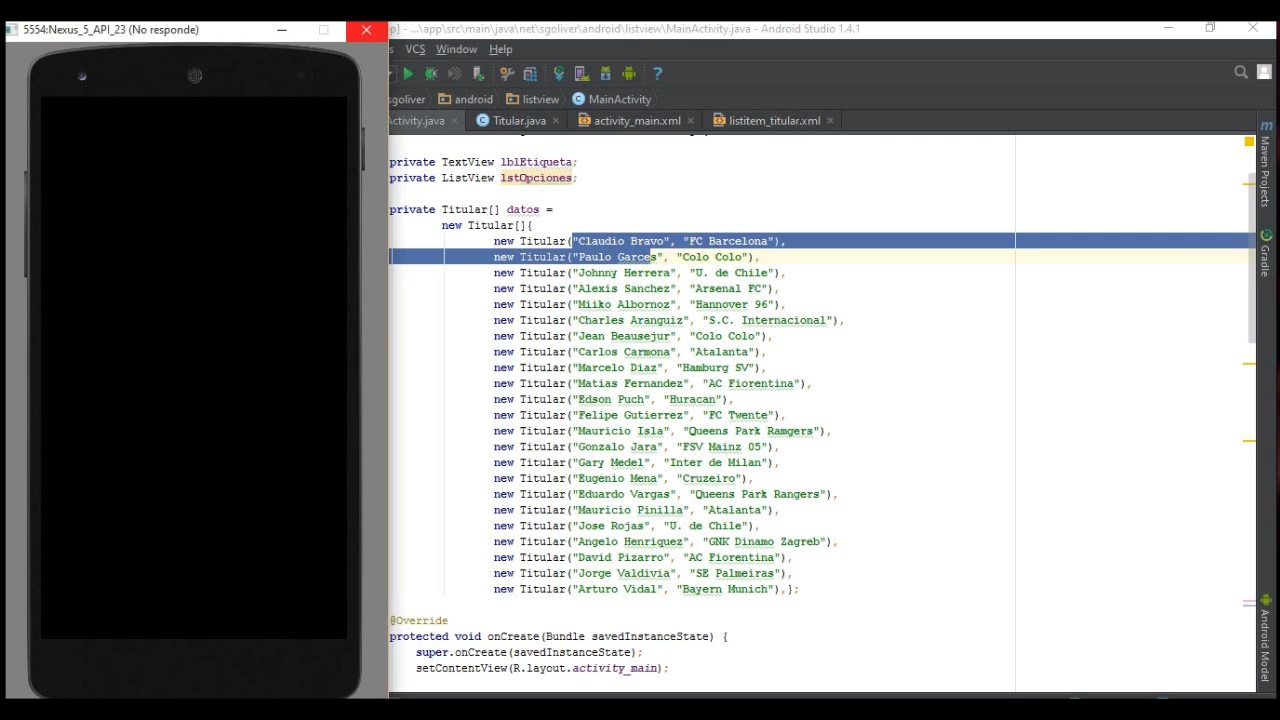 5554:Nexus_5_API_23 (No responde)
] - ...\app\src\main\java\net\sgoliver\android\listview\MainActivity.java - Android Studio 1.4.1
VCS Window Help
sgoliver android listview MainActivity
Activity.java Titular.java activity_main.xml listitem_titular.xml
private TextView lblEtiqueta;
private ListView lstOpciones;
private Titular[] datos =
new Titular[]{
new Titular("Claudio Bravo", "FC Barcelona"),
new Titular("Paulo Garces", "Colo Colo"),
new Titular("Johnny Herrera", "U. de Chile"),
new Titular("Alexis Sanchez", "Arsenal FC"),
new Titular("Miiko Albornoz", "Hannover 96"),
new Titular("Charles Aranguiz", "S.C. Internacional"),
new Titular("Jean Beausejur", "Colo Colo"),
new Titular("Carlos Carmona", "Atalanta"),
new Titular("Marcelo Diaz", "Hamburg SV"),
new Titular("Matias Fernandez", "AC Fiorentina"),
new Titular("Edson Puch", "Huracan"),
new Titular("Felipe Gutierrez", "FC Twente"),
new Titular("Mauricio Isla", "Queens Park Ramgers"),
new Titular("Gonzalo Jara", "FSV Mainz 05"),
new Titular("Gary Medel", "Inter de Milan"),
new Titular("Eugenio Mena", "Cruzeiro"),
new Titular("Eduardo Vargas", "Queens Park Rangers"),
new Titular("Mauricio Pinilla", "Atalanta"),
new Titular("Jose Rojas", "U. de Chile"),
new Titular("Angelo Henriquez", "GNK Dinamo Zagreb"),
new Titular("David Pizarro", "AC Fiorentina"),
new Titular("Jorge Valdivia", "SE Palmeiras"),
new Titular("Arturo Vidal", "Bayern Munich"),};
@Override
protected void onCreate(Bundle savedInstanceState) {
super.onCreate(savedInstanceState);
setContentView(R.layout.activity_main);
Maven Projects
Gradle
Android Model